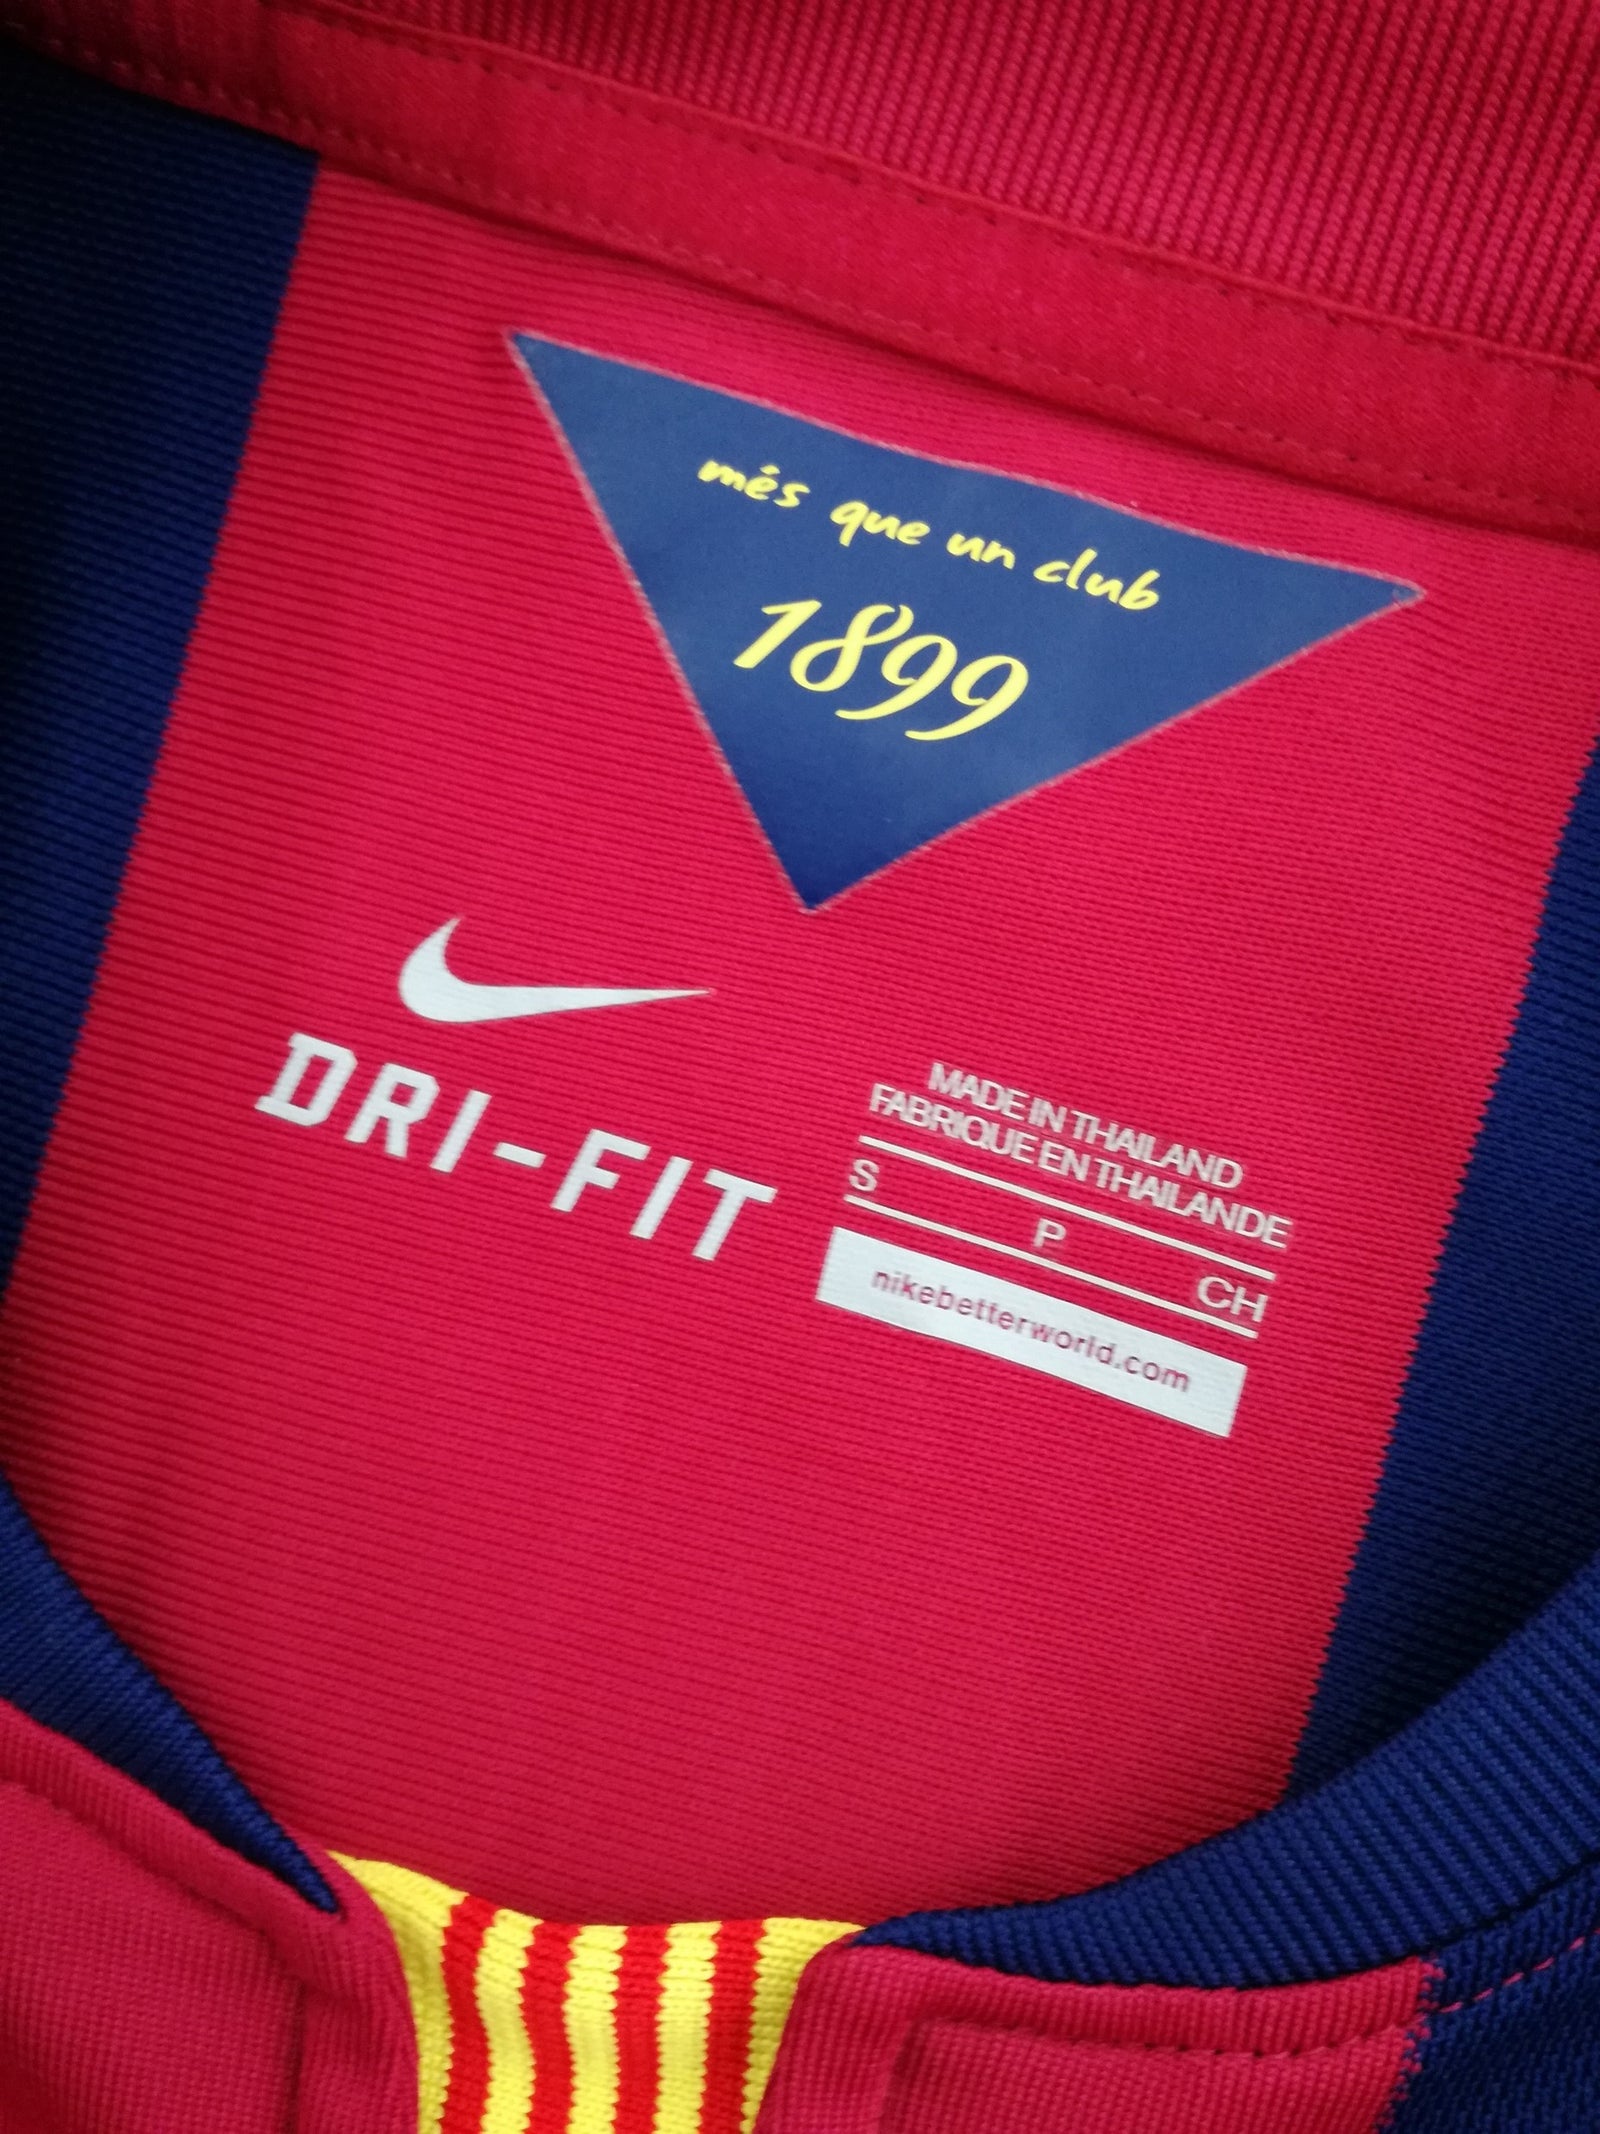 més que un club
1899
DRI-FIT
MADE IN THAILAND
FABRIQUE EN THAILANDE
S P CH
nikebetterworld.com